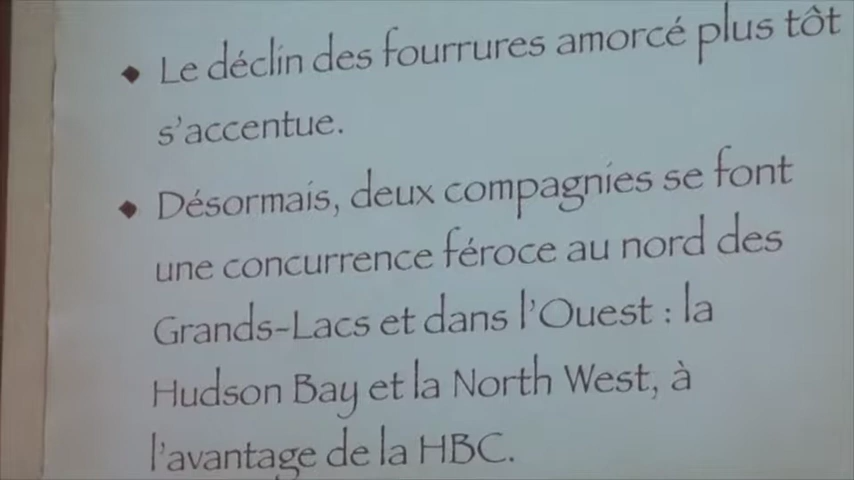 Le déclin des fourrures amorcé plus tôt
s'accentue.
Désormais, deux compagnies se font
une concurrence féroce au nord des
Grands-Lacs et dans l'Ouest : la
Hudson Bay et la North West, à
l'avantage de la HBC.